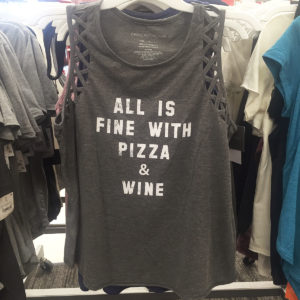 ALL IS
FINE WITH
PIZZA
&
WINE